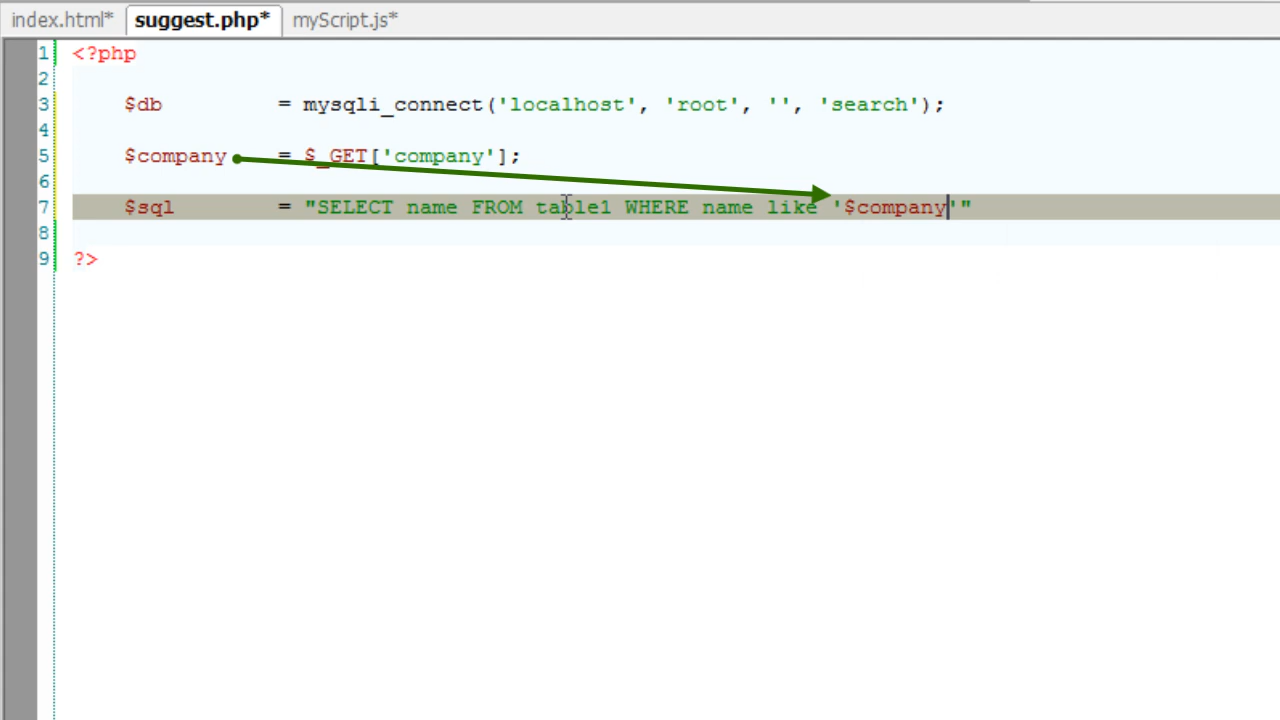 index.html* suggest.php* myScript.js*
1 <?php
2
3 $db = mysqli_connect('localhost', 'root', '', 'search');
4
5 $company = $_GET['company'];
6
7 $sql = "SELECT name FROM table1 WHERE name like '$company'"
8
9 ?>